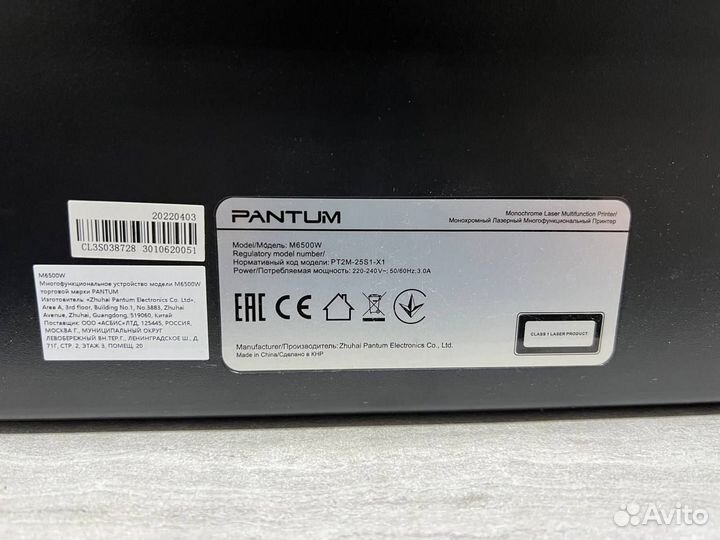 20220403
CL3S038728 3010620051
M6500W
Многофункциональное устройство модели M6500W
торговой марки PANTUM
Изготовитель: «Zhuhai Pantum Electronics Co. Ltd»,
Area A, 3rd floor, Building No.1, No.3883, Zhuhai
Avenue, Zhuhai, Guangdong, 519060, Китай
Поставщик: ООО «АСБИС»ЛТД, 125445, РОССИЯ,
МОСКВА Г., МУНИЦИПАЛЬНЫЙ ОКРУГ
ЛЕВОБЕРЕЖНЫЙ ВН.ТЕР.Г., ЛЕНИНГРАДСКОЕ Ш., Д.
71Г, СТР. 2, ЭТАЖ 3, ПОМЕЩ. 20
PANTUM
Monochrome Laser Multifunction Printer/
Монохромный Лазерный Многофункциональный Принтер
Model/Модель: M6500W
Regulatory model number/
Нормативный код модели: PT2M-25S1-X1
Power/Потребляемая мощность: 220-240V~; 50/60Hz;3.0A
EAC CE
CLASS 1 LASER PRODUCT
Manufacturer/Производитель: Zhuhai Pantum Electronics Co., Ltd.
Made in China/Сделано в КНР
Avito